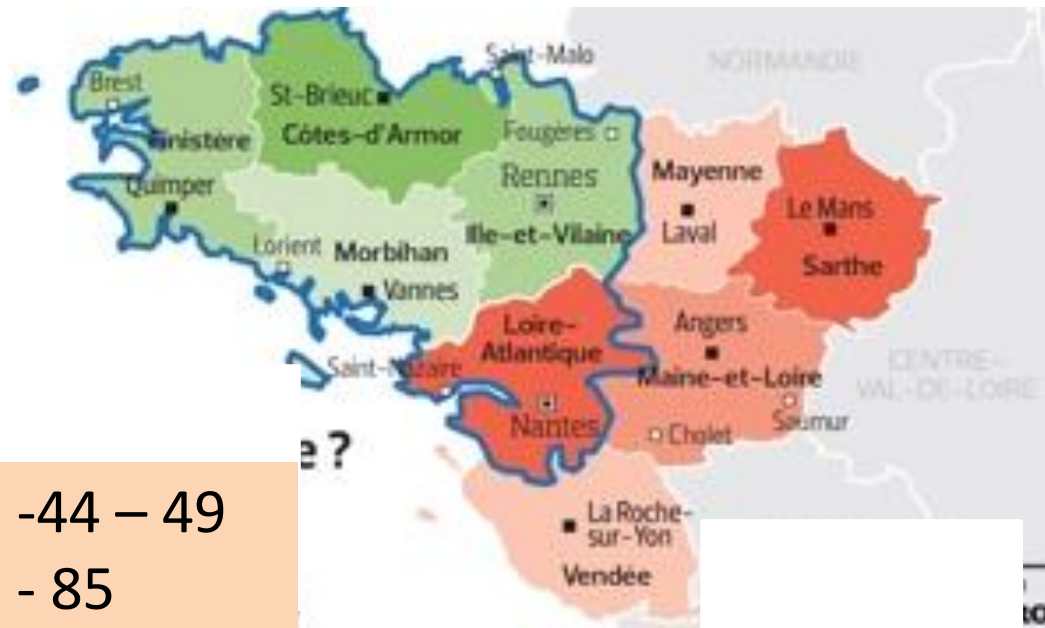 Saint-Malo
NORMANDIE
Brest
St-Brieuc
Côtes-d'Armor
Fougères
Rennes
Mayenne
Quimper
Le Mans
Lorient
Morbihan
Ille-et-Vilaine
Laval
Sarthe
Vannes
Loire-
Atlantique
Angers
Saint-Nazaire
Maine-et-Loire
CENTRE-
VAL-DE-LOIRE
Nantes
Cholet
Saumur
e ?
-44 – 49
- 85
La Roche-
sur-Yon
Vendée